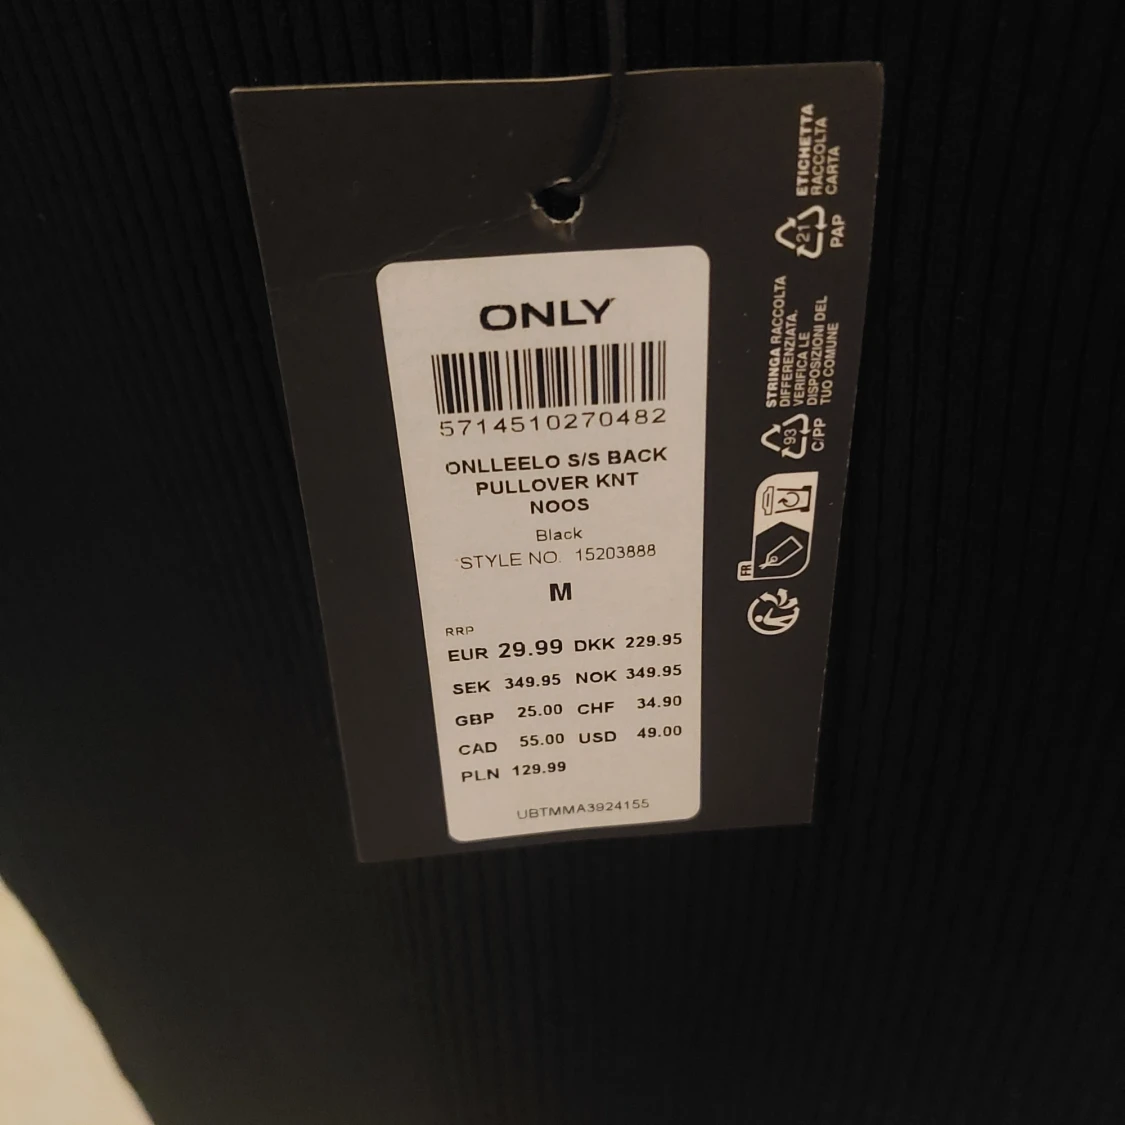 ONLY
5714510270482
ONLLEELO S/S BACK
PULLOVER KNT
NOOS
Black
STYLE NO. 15203888
M
RRP
EUR 29.99 DKK 229.95
SEK 349.95 NOK 349.95
GBP 25.00 CHF 34.90
CAD 55.00 USD 49.00
PLN 129.99
UBTMMA3924155
ETICHETTA
RACCOLTA
CARTA
21
PAP
STRINGA RACCOLTA
DIFFERENZIATA.
VERIFICA LE
DISPOSIZIONI DEL
TUO COMUNE
93
C/PP
FR